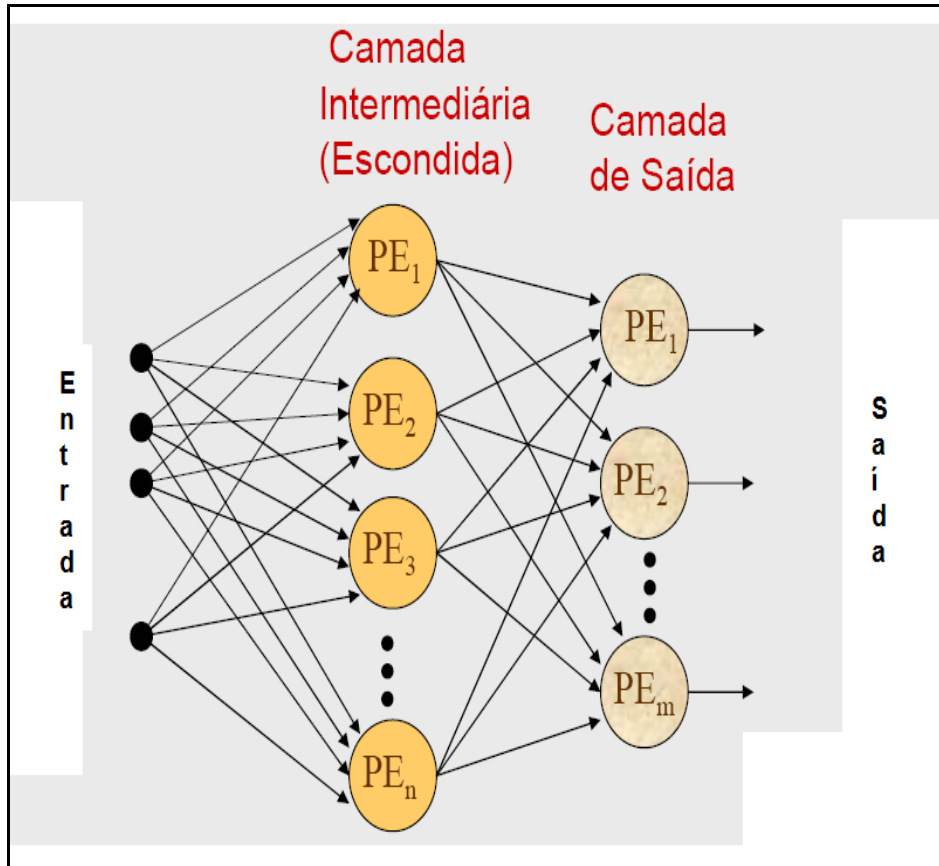 Camada
Intermediária
(Escondida)
Camada
de Saída
Entrada
PE₁
PE₂
PE₃
PEₙ
PE₁
PE₂
PEₘ
Saída